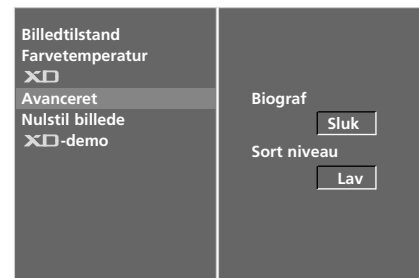 Billedtilstand
Farvetemperatur
XD
Avanceret
Nulstil billede
XD-demo
Biograf
Sluk
Sort niveau
Lav